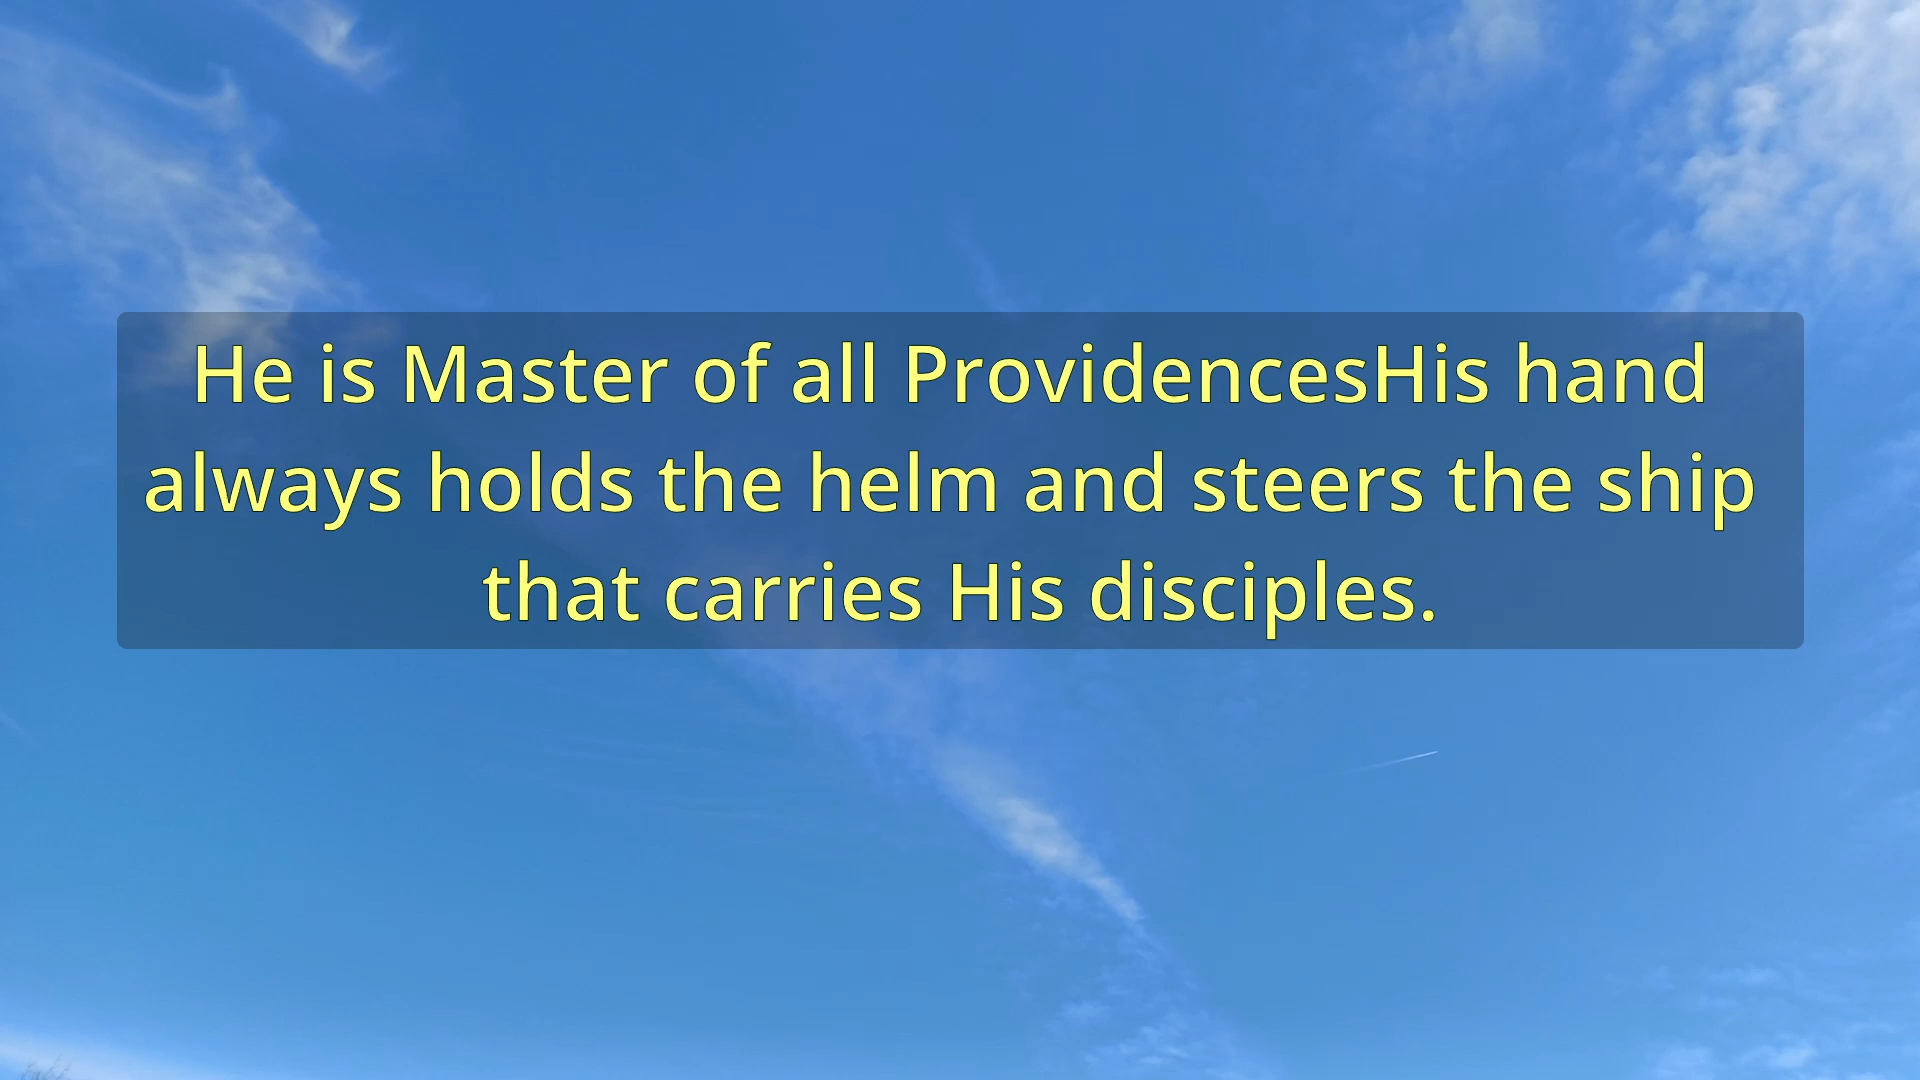 He is Master of all ProvidencesHis hand
always holds the helm and steers the ship
that carries His disciples.